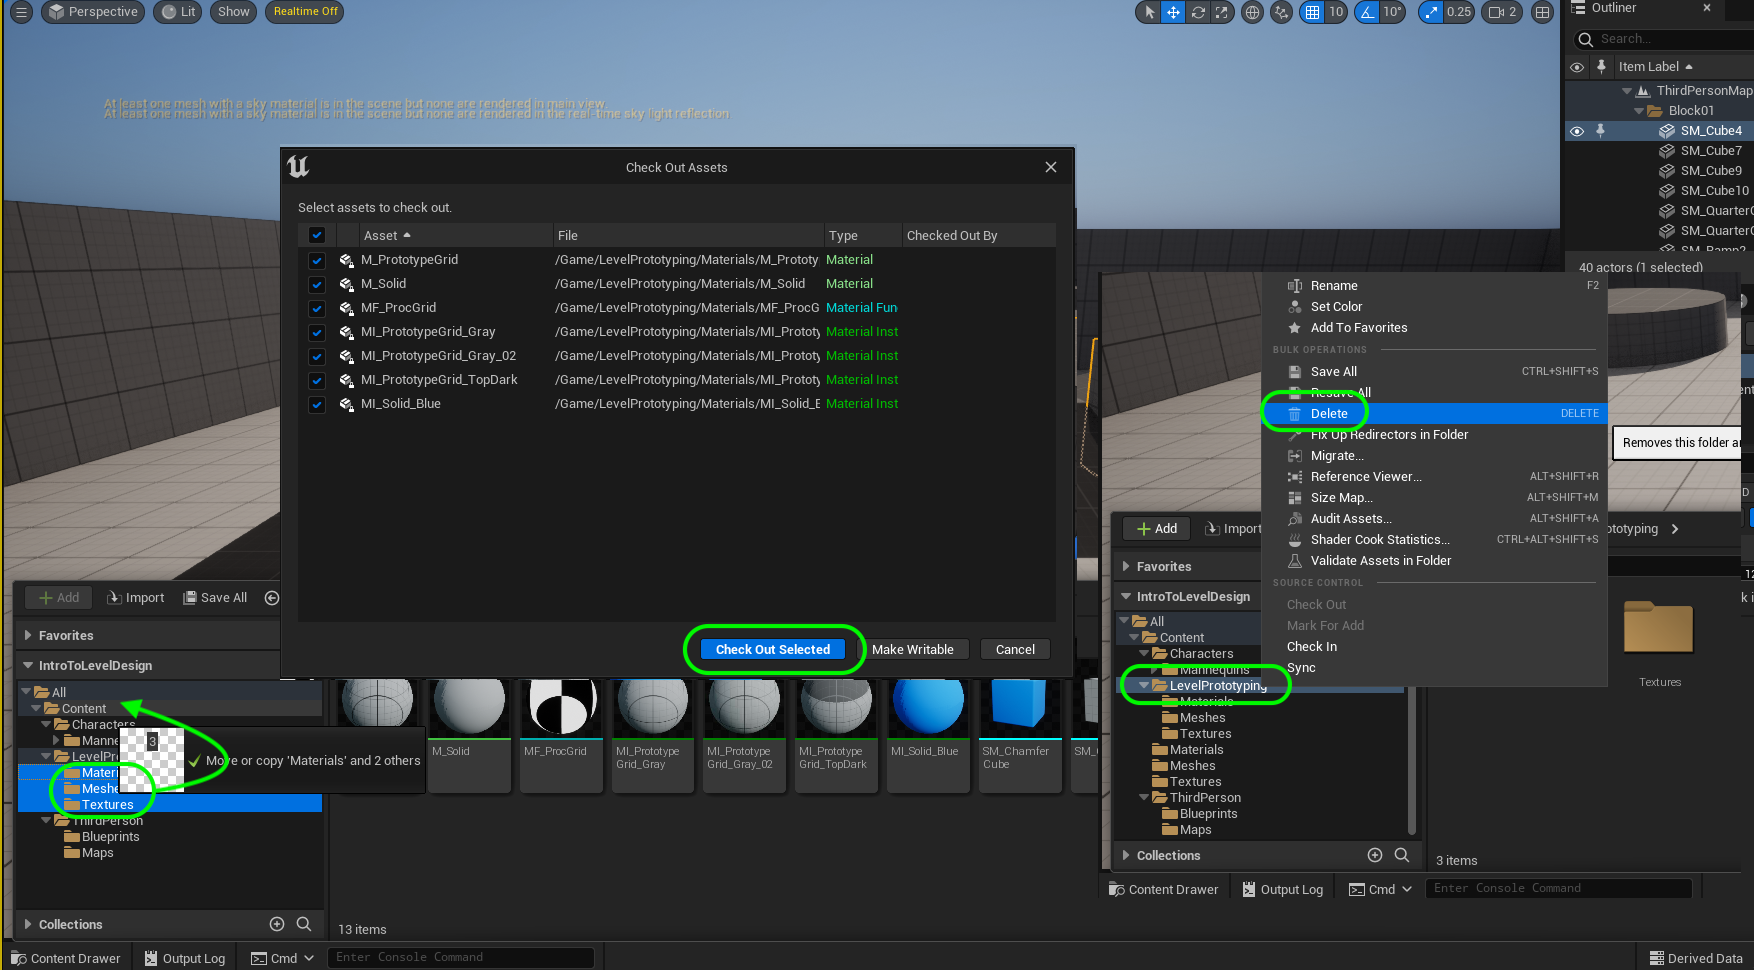 Perspective
Lit
Show
Realtime Off
10
10°
0.25
2
Outliner
Search...
Item Label
ThirdPersonMap
Block01
SM_Cube4
SM_Cube7
SM_Cube9
SM_Cube10
40 actors (1 selected)
At least one mesh with a sky material is in the scene but none are rendered in main view
At least one mesh with a sky material is in the scene but none are rendered in the real-time sky light reflection
Check Out Assets
Select assets to check out.
Asset File Type Checked Out By
M_PrototypeGrid /Game/LevelPrototyping/Materials/M_Prototy Material
M_Solid /Game/LevelPrototyping/Materials/M_Solid Material
MF_ProcGrid /Game/LevelPrototyping/Materials/MF_ProcG Material Fun
MI_PrototypeGrid_Gray /Game/LevelPrototyping/Materials/MI_Prototy Material Inst
MI_PrototypeGrid_Gray_02 /Game/LevelPrototyping/Materials/MI_Prototy Material Inst
MI_PrototypeGrid_TopDark /Game/LevelPrototyping/Materials/MI_Prototy Material Inst
MI_Solid_Blue /Game/LevelPrototyping/Materials/MI_Solid_B Material Inst
Check Out Selected
Make Writable
Cancel
Rename F2
Set Color
Add To Favorites
BULK OPERATIONS
Save All CTRL+SHIFT+S
Resave All
Delete DELETE
Fix Up Redirectors in Folder
Migrate...
Reference Viewer... ALT+SHIFT+R
Size Map... ALT+SHIFT+M
Audit Assets... ALT+SHIFT+A
Shader Cook Statistics... CTRL+ALT+SHIFT+S
Validate Assets in Folder
SOURCE CONTROL
Check Out
Mark For Add
Check In
Sync
Removes this folder
Add
Import
Save All
Favorites
IntroToLevelDesign
All
Content
Characters
Mann
LevelPr
Materi
Meshe
Textures
ThirdPerson
Blueprints
Maps
Collections
3
Move or copy 'Materials' and 2 others
M_Solid
MF_ProcGrid
MI_Prototype
Grid_Gray
MI_Prototype
Grid_Gray_02
MI_Prototype
Grid_TopDark
MI_Solid_Blue
SM_Chamfer
Cube
13 items
Content Drawer
Output Log
Cmd
Enter Console Command
Derived Data
Add
Import
ototyping
Favorites
IntroToLevelDesign
All
Content
Characters
Mannequins
LevelPrototyping
Materials
Meshes
Textures
Materials
Meshes
Textures
ThirdPerson
Blueprints
Maps
Collections
Textures
3 items
Content Drawer
Output Log
Cmd
Enter Console Command